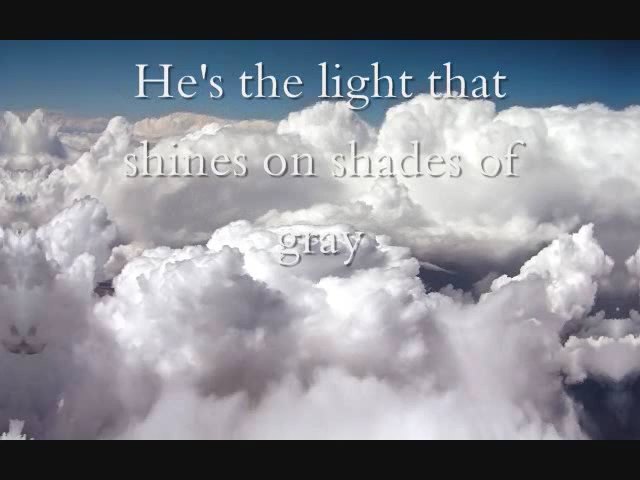 He's the light that
shines on shades of
gray